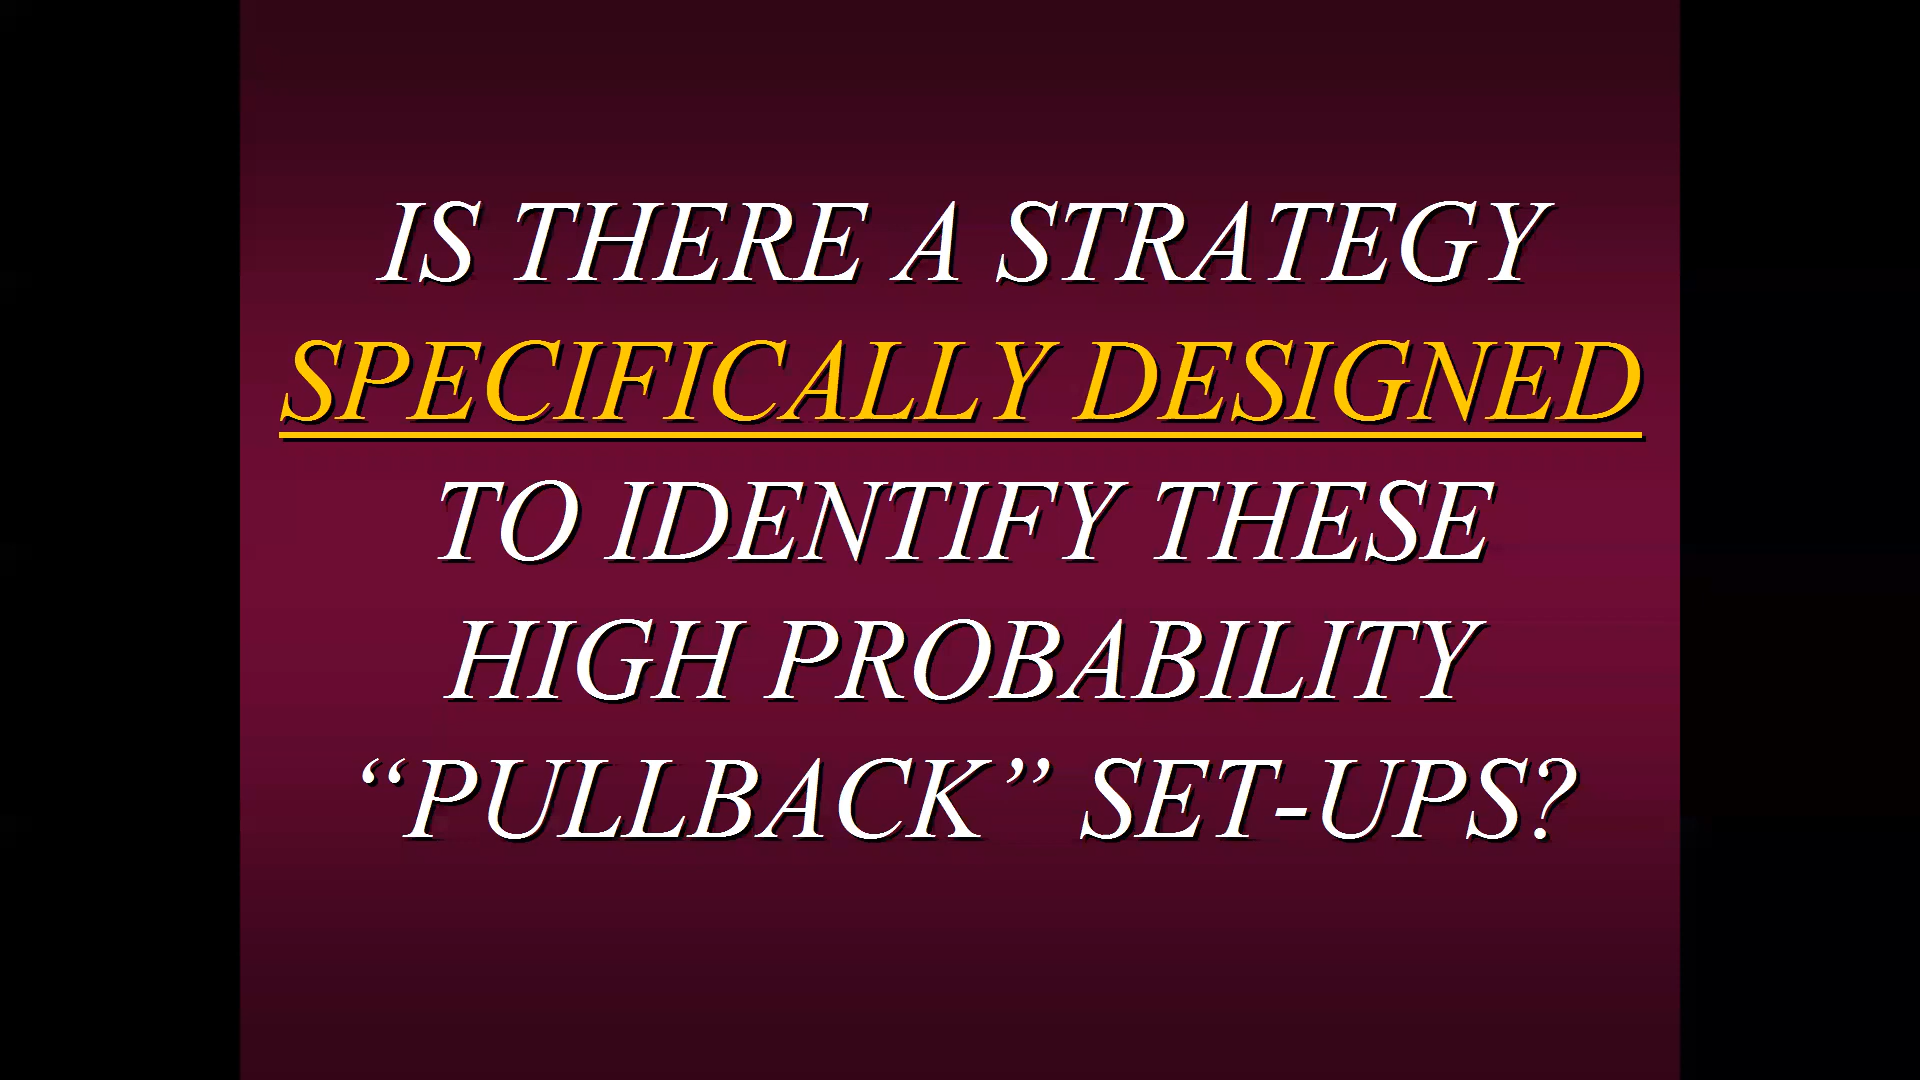 IS THERE A STRATEGY
SPECIFICALLY DESIGNED
TO IDENTIFY THESE
HIGH PROBABILITY
“PULLBACK” SET-UPS?